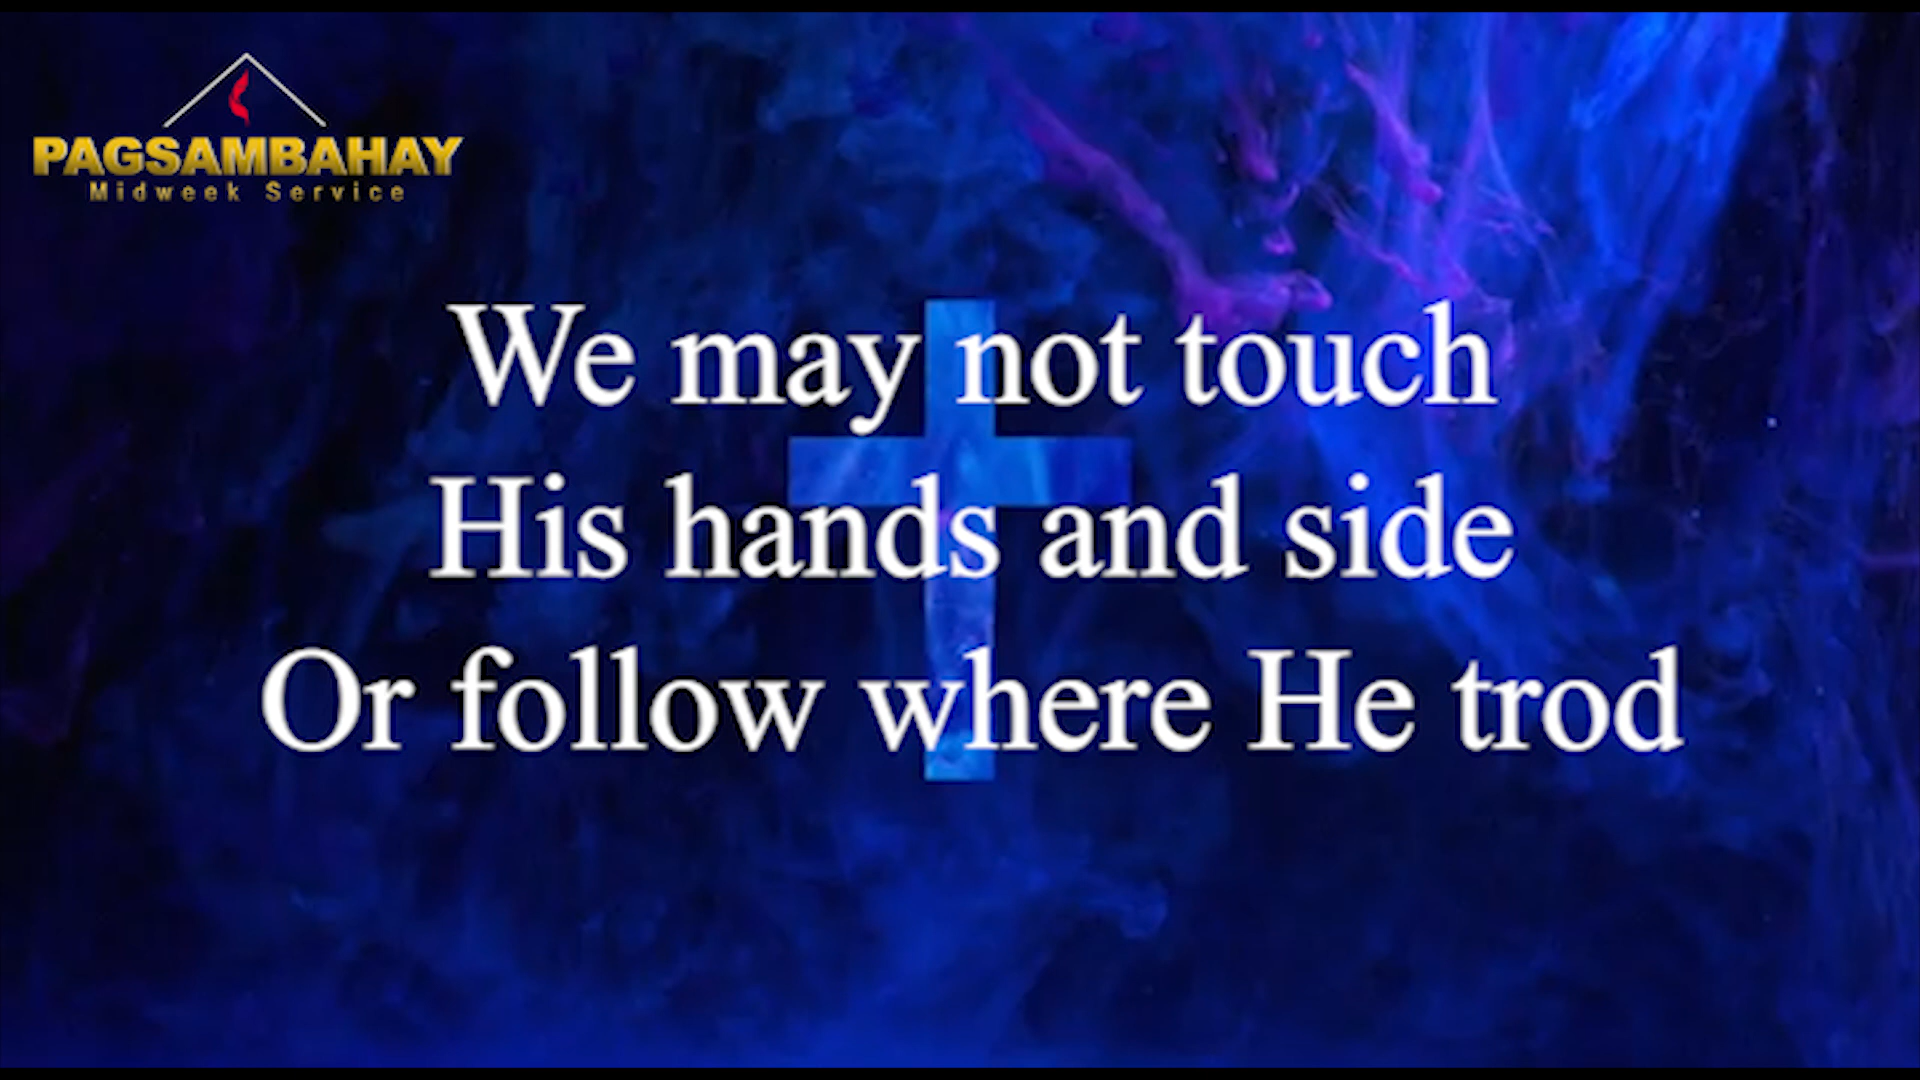 PAGSAMBAHAY
Midweek Service
We may not touch
His hands and side
Or follow where He trod